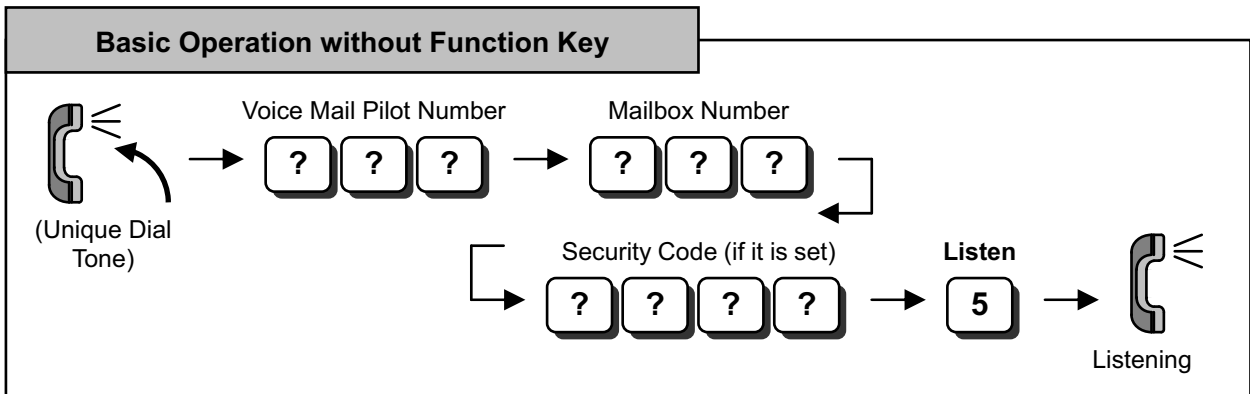 Basic Operation without Function Key
Voice Mail Pilot Number
Mailbox Number
? ? ?
? ? ?
(Unique Dial
Tone)
Security Code (if it is set)
Listen
? ? ? ?
5
Listening